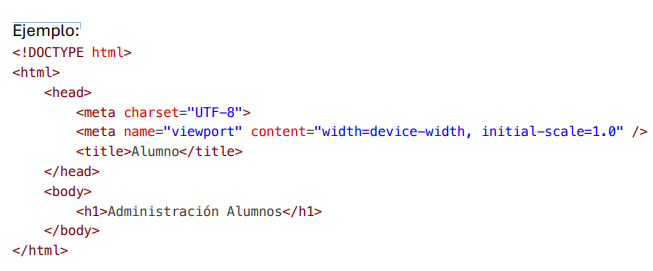 Ejemplo:
<!DOCTYPE html>
<html>
    <head>
        <meta charset="UTF-8">
        <meta name="viewport" content="width=device-width, initial-scale=1.0" />
        <title>Alumno</title>
    </head>
    <body>
        <h1>Administración Alumnos</h1>
    </body>
</html>